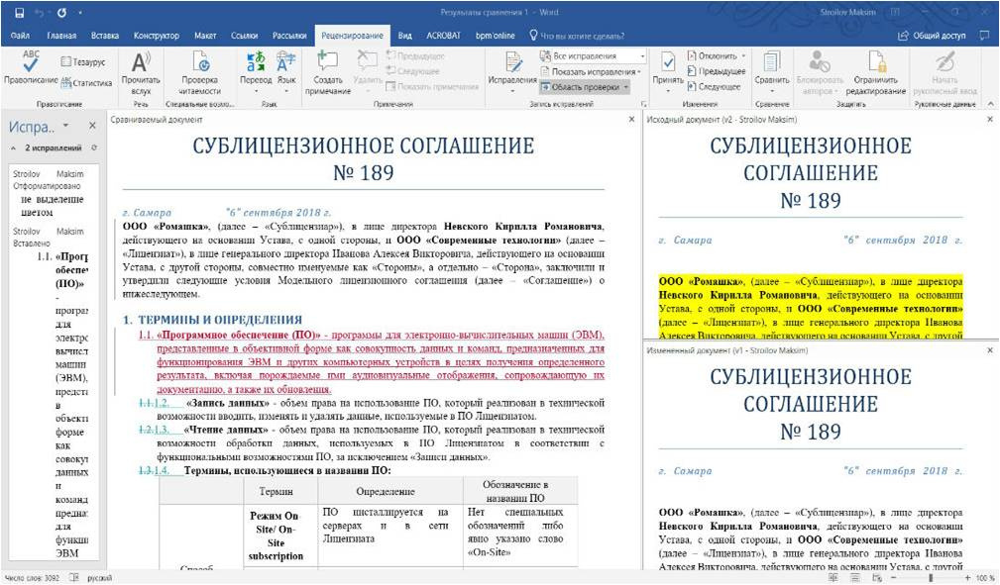 Результаты сравнения 1 - Word
Stroilov Maksim
Файл Главная Вставка Конструктор Макет Ссылки Рассылки Рецензирование Вид ACROBAT bpm'online Что вы хотите сделать? Общий доступ
Правописание
Тезаурус
Статистика
Правописание
Прочитать вслух
Речь
Проверка читаемости
Специальные возмо...
Перевод
Язык
Язык
Создать примечание
Удалить
Предыдущее
Следующее
Показать примечания
Примечания
Исправления
Все исправления
Показать исправления
Область проверки
Запись исправлений
Принять
Отклонить
Предыдущее
Следующее
Изменения
Сравнить
Сравнение
Блокировать авторов
Ограничить редактирование
Защитить
Начать рукописный ввод
Рукописные данные
Испра...
2 исправлений
Stroilov Maksim
Отформатировано
не выделение
цветом
Stroilov Maksim
Вставлено
1.1. «Прог
обеспе
(ПО)»
-
програ
для
электро
вычисл
машин
(ЭВМ),
предста
в
объекти
форме
как
совокуп
данных
и
команд,
предна
для
функци
ЭВМ
Сравниваемый документ
СУБЛИЦЕНЗИОННОЕ СОГЛАШЕНИЕ
№ 189
г. Самара "6" сентября 2018 г.
ООО «Ромашка», (далее – «Сублицензиар»), в лице директора Невского Кирилла Романовича,
действующего на основании Устава, с одной стороны, и ООО «Современные технологии» (далее –
«Лицензиат»), в лице генерального директора Иванова Алексея Викторовича, действующего на основании
Устава, с другой стороны, совместно именуемые как «Стороны», а отдельно – «Сторона», заключили и
утвердили следующие условия Модельного лицензионного соглашения (далее – «Соглашение») о
нижеследующем.
1. ТЕРМИНЫ И ОПРЕДЕЛЕНИЯ
1.1. «Программное обеспечение (ПО)» - программы для электронно-вычислительных машин (ЭВМ),
представленные в объективной форме как совокупность данных и команд, предназначенных для
функционирования ЭВМ и других компьютерных устройств в целях получения определенного
результата, включая порождаемые ими аудиовизуальные отображения, сопровождающую их
документацию, а также их обновления.
1.1.1.2. «Запись данных» - объем права на использование ПО, который реализован в технической
возможности вводить, изменять и удалять данные, используемые в ПО Лицензиатом.
1.2.1.3. «Чтение данных» - объем права на использование ПО, который реализован в технической
возможности обработки данных, используемых в ПО Лицензиатом в соответствии с
функциональными возможностями ПО, за исключением «Записи данных».
1.3.1.4. Термины, использующиеся в названии ПО:
Термин Определение Обозначение в названии ПО
Способ
Режим On-Site/ On-Site subscription
ПО инсталлируется на серверах и в сети Лицензиата
Нет специальных обозначений либо явно указано слово «On-Site»
Исходный документ (v2 - Stroilov Maksim)
СУБЛИЦЕНЗИОННОЕ
СОГЛАШЕНИЕ
№ 189
г. Самара "6" сентября 2018 г.
ООО «Ромашка», (далее – «Сублицензиар»), в лице директора
Невского Кирилла Романовича, действующего на основании
Устава, с одной стороны, и ООО «Современные технологии»
(далее – «Лицензиат»), в лице генерального директора Иванова
Алексея Викторовича, действующего на основании Устава, с другой
Измененный документ (v1 - Stroilov Maksim)
СУБЛИЦЕНЗИОННОЕ
СОГЛАШЕНИЕ
№ 189
г. Самара "6" сентября 2018 г.
ООО «Ромашка», (далее – «Сублицензиар»), в лице директора
Невского Кирилла Романовича, действующего на основании
Устава, с одной стороны, и ООО «Современные технологии»
(далее – «Лицензиат»), в лице генерального директора Иванова
Алексея Викторовича, действующего на основании Устава, с другой
Число слов: 3092 русский 100 %